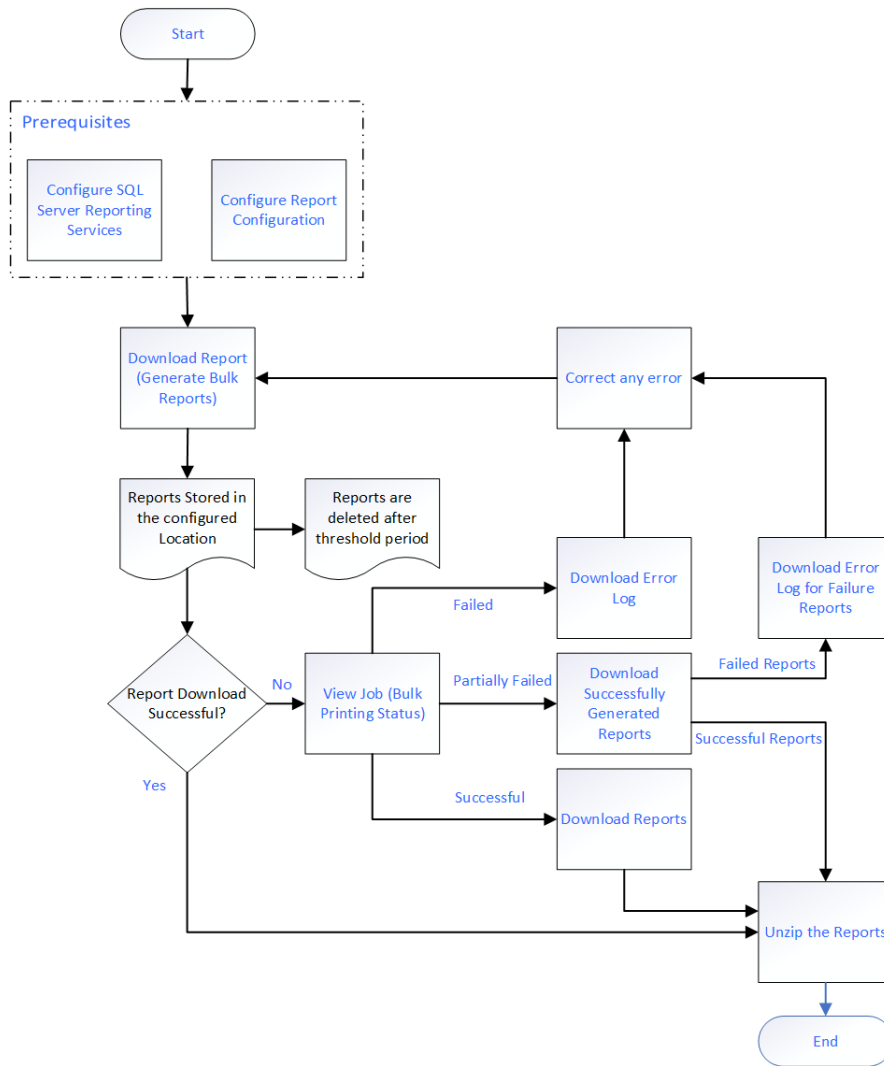 Start
Prerequisites
Configure SQL
Server Reporting
Services
Configure Report
Configuration
Download Report
(Generate Bulk
Reports)
Correct any error
Reports Stored in
the configured
Location
Reports are
deleted after
threshold period
Download Error
Log
Download Error
Log for Failure
Reports
Failed
Report Download
Successful?
No
View Job (Bulk
Printing Status)
Partially Failed
Download
Successfully
Generated
Reports
Failed Reports
Successful Reports
Yes
Successful
Download Reports
Unzip the Reports
End